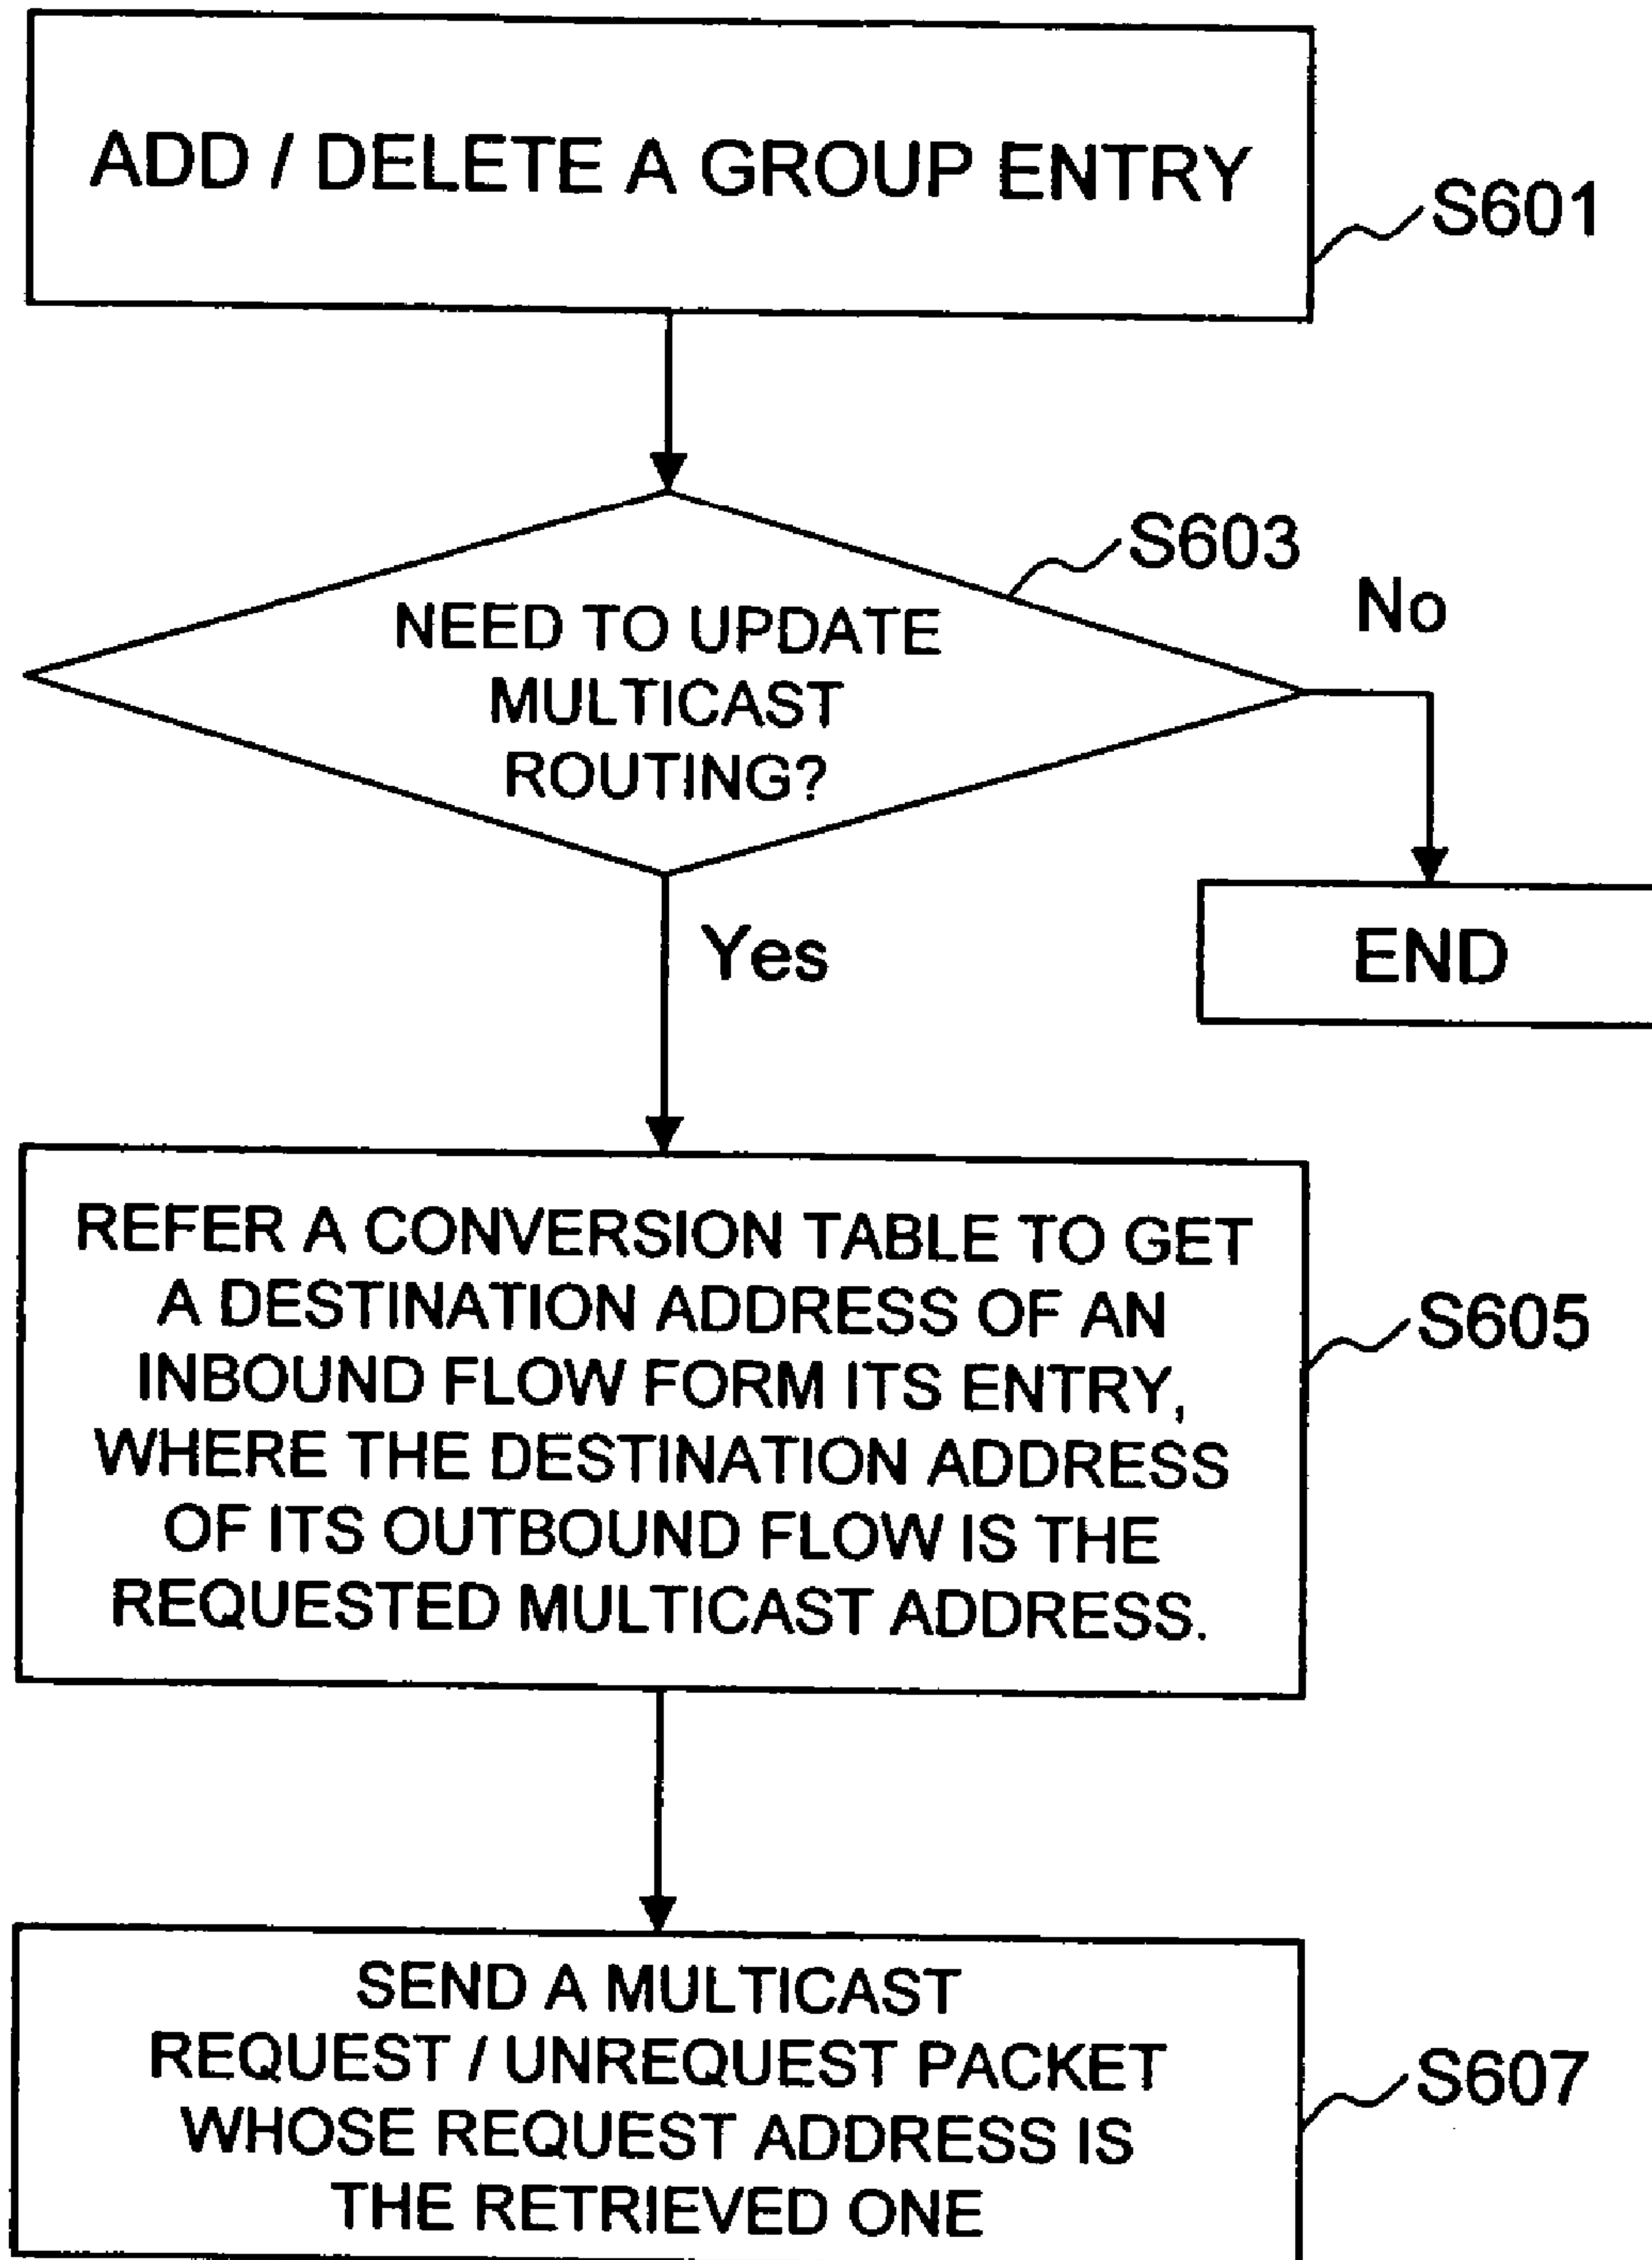 ADD / DELETE A GROUP ENTRY
S601
S603
NEED TO UPDATE
MULTICAST
ROUTING?
No
Yes
END
REFER A CONVERSION TABLE TO GET
A DESTINATION ADDRESS OF AN
INBOUND FLOW FORM ITS ENTRY,
WHERE THE DESTINATION ADDRESS
OF ITS OUTBOUND FLOW IS THE
REQUESTED MULTICAST ADDRESS.
S605
SEND A MULTICAST
REQUEST / UNREQUEST PACKET
WHOSE REQUEST ADDRESS IS
THE RETRIEVED ONE
S607